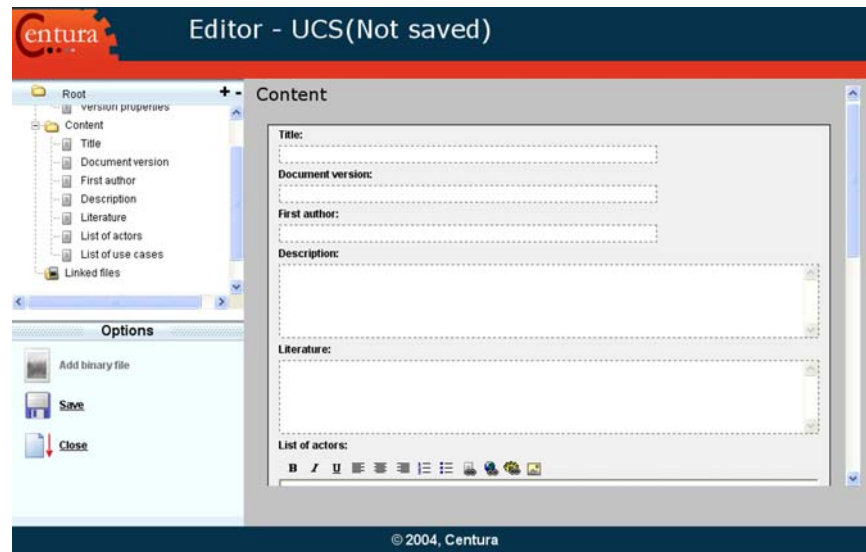 Centura
Editor - UCS(Not saved)
Root + -
Version properties
Content
Title
Document version
First author
Description
Literature
List of actors
List of use cases
Linked files
Options
Add binary file
Save
Close
Content
Title:
Document version:
First author:
Description:
Literature:
List of actors:
B I U
© 2004, Centura